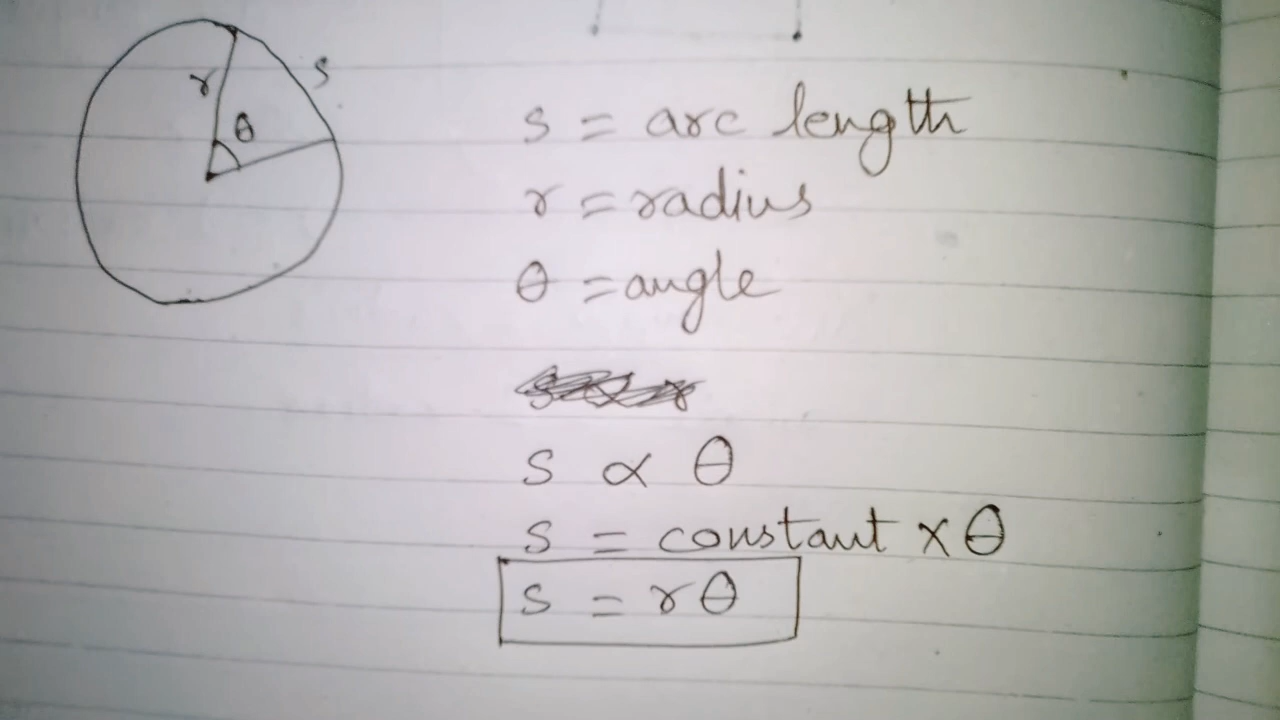 r
s
θ
s = arc length
r = radius
θ = angle
s ∝ θ
s = constant × θ
s = rθ